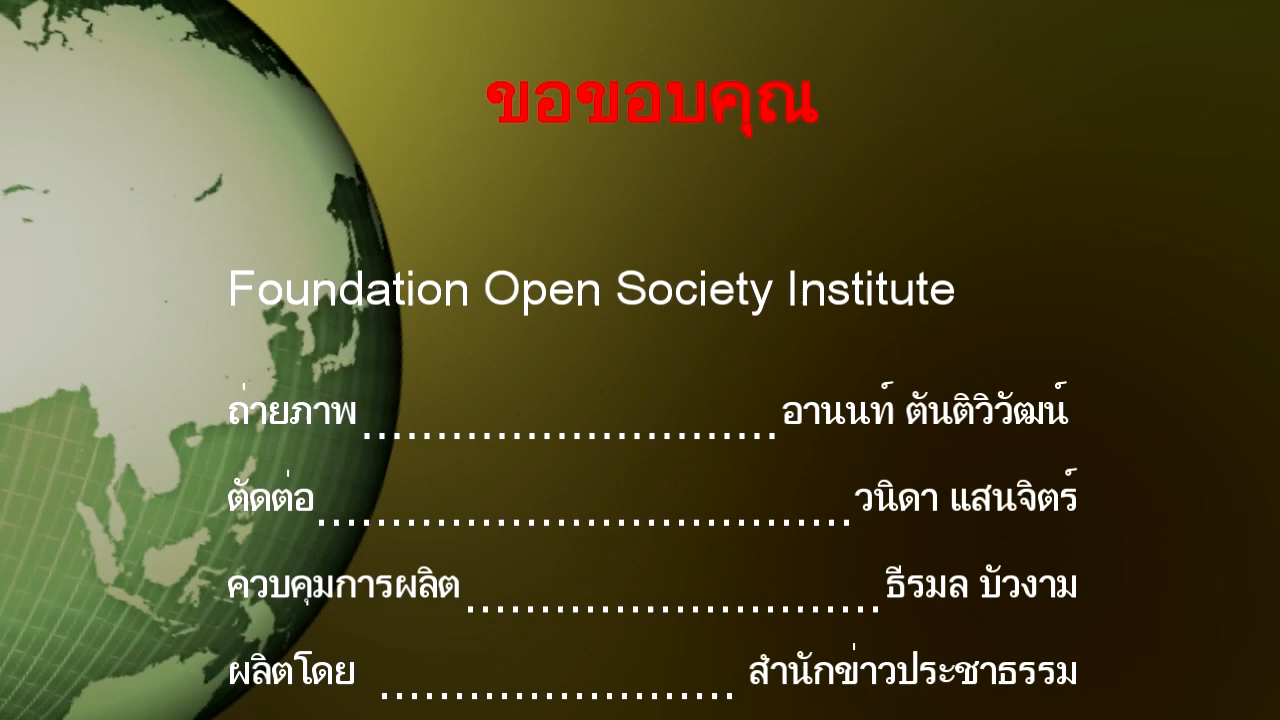 ขอขอบคุณ
Foundation Open Society Institute
ถ่ายภาพ...........................อานนท์ ตันติวิวัฒน์
ตัดต่อ....................................วนิดา แสนจิตร์
ควบคุมการผลิต...........................ธีรมล บัวงาม
ผลิตโดย .......................สำนักข่าวประชาธรรม